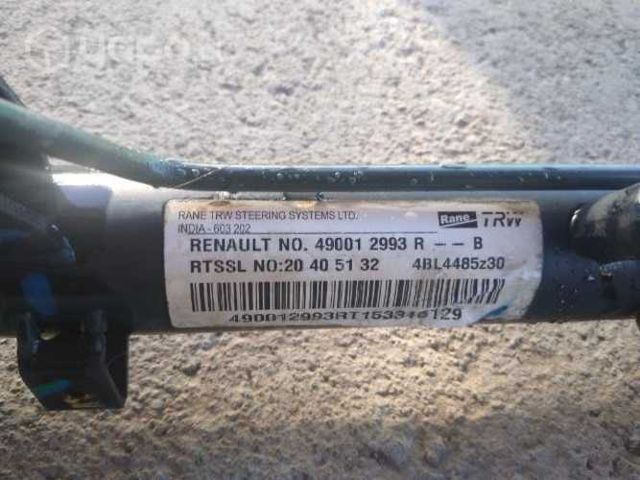 RANE TRW STEERING SYSTEMS LTD.
INDIA - 603 202
Rane TRW
RENAULT NO. 49001 2993 R -- B
RTSSL NO:20 40 51 32 4BL4485z30
490012993RT153346129